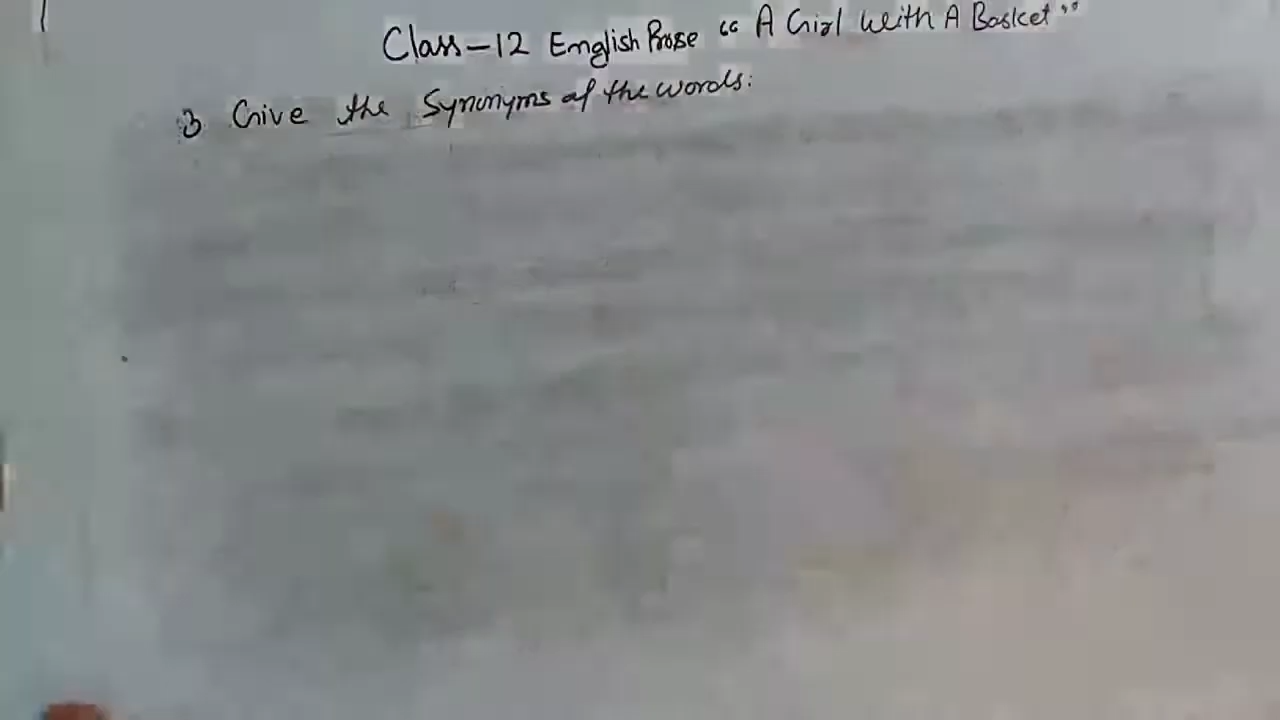 Class-12 English Prose "A Girl With A Basket"
3 Give the Synonyms of the words: